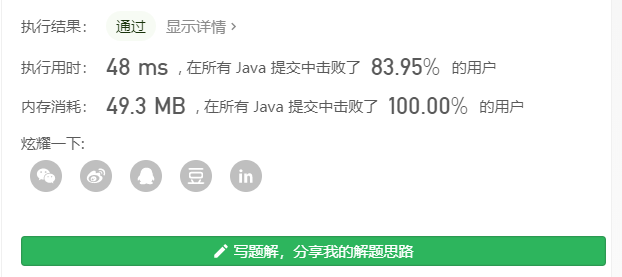 执行结果： 通过 显示详情 ›
执行用时： 48 ms , 在所有 Java 提交中击败了 83.95% 的用户
内存消耗： 49.3 MB , 在所有 Java 提交中击败了 100.00% 的用户
炫耀一下:
豆 in
写题解，分享我的解题思路